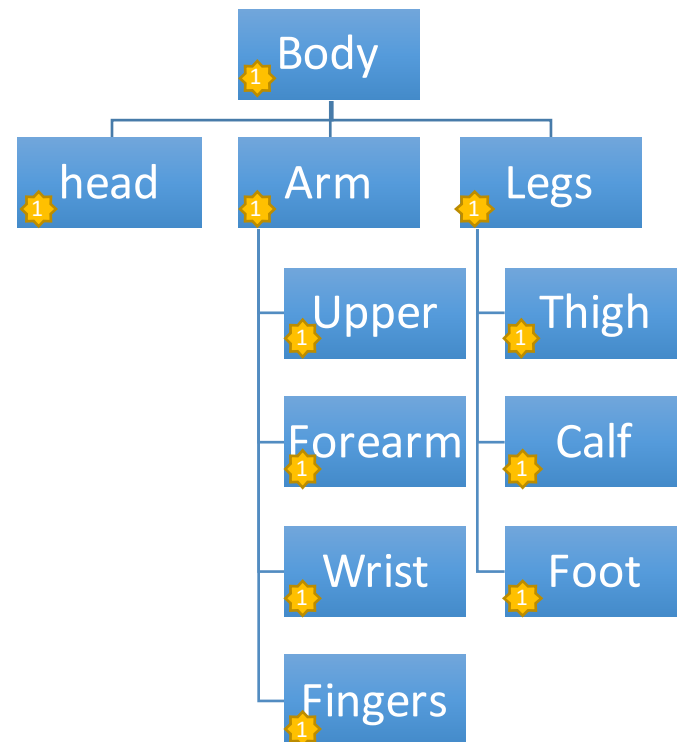 Body
1
head
1
Arm
1
Legs
1
Upper
1
Thigh
1
Forearm
1
Calf
1
Wrist
1
Foot
1
Fingers
1